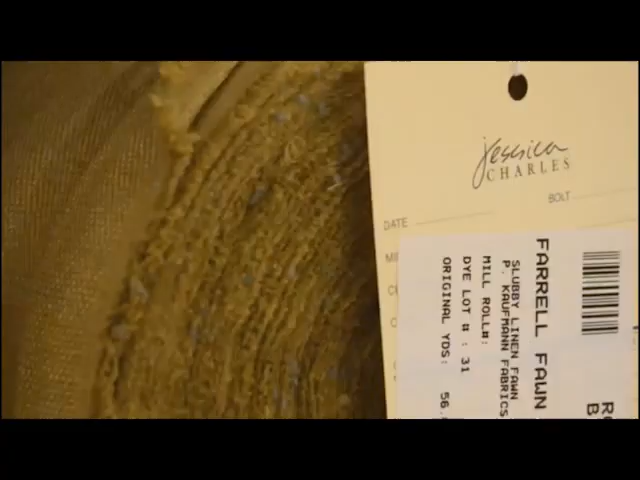 jessica
CHARLES
BOLT
DATE
FARRELL FAWN
SLUBBY LINEN FAWN
P. KAUFMANN FABRICS
MILL ROLL#:
DYE LOT # : 31
ORIGINAL YDS: 56.